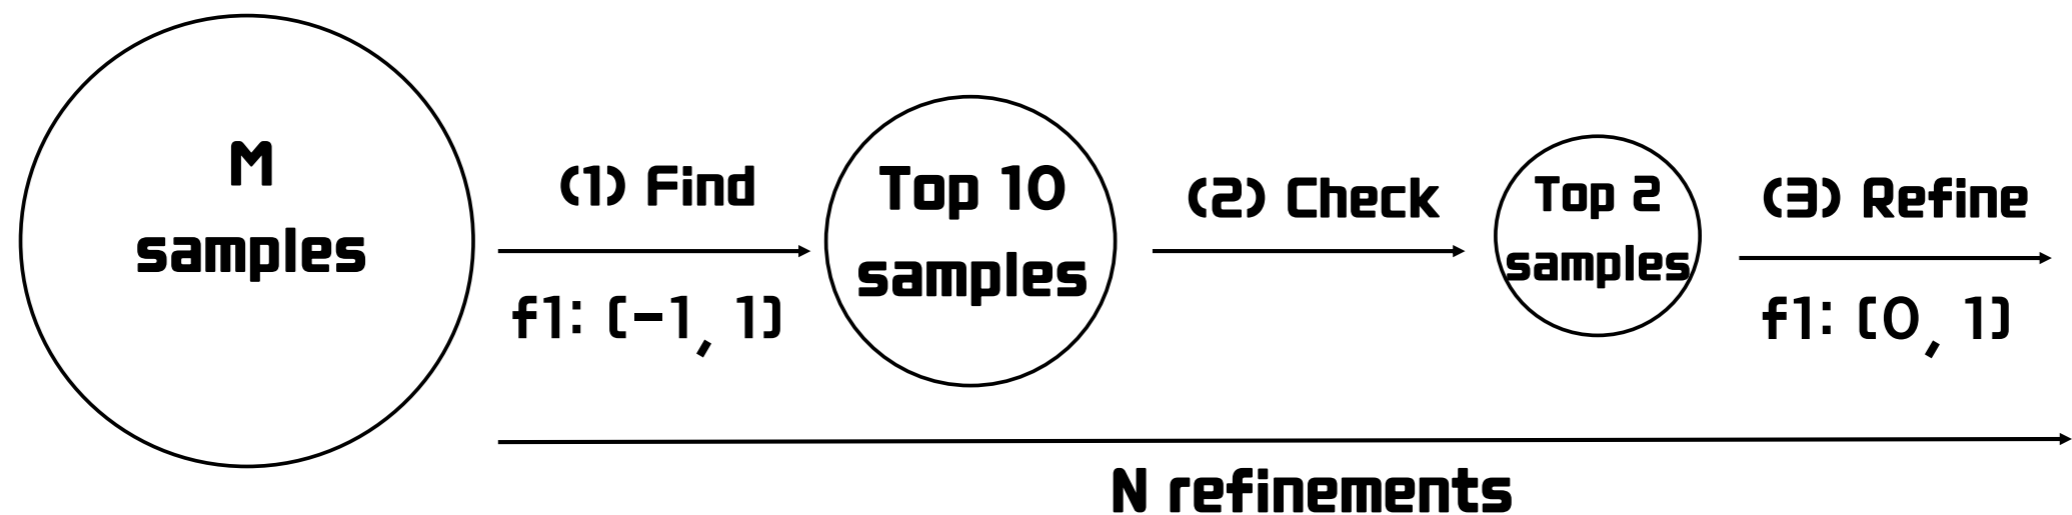 M
samples
(1) Find
f1: (-1, 1)
Top 10
samples
(2) Check
Top 2
samples
(3) Refine
f1: (0, 1)
N refinements